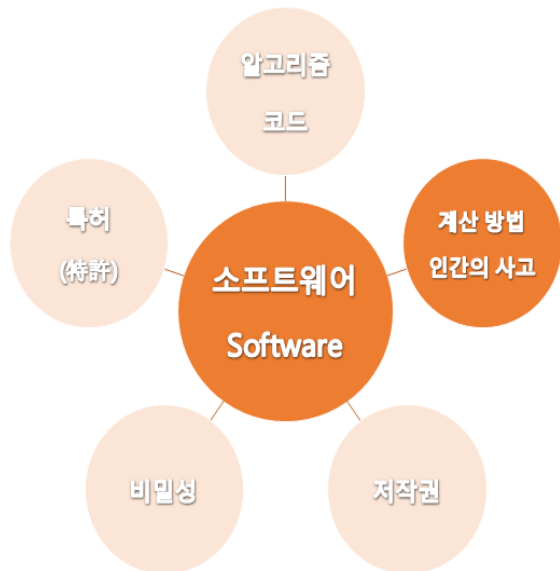 알고리즘
코드
특허
(特許)
계산 방법
인간의 사고
소프트웨어
Software
비밀성
저작권